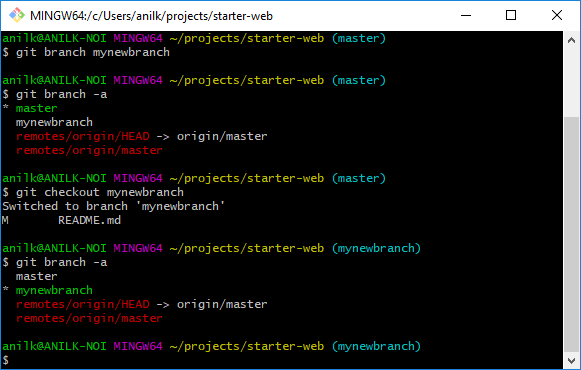 MINGW64:/c/Users/anilk/projects/starter-web
anilk@ANILK-NOI MINGW64 ~/projects/starter-web (master)
$ git branch mynewbranch
anilk@ANILK-NOI MINGW64 ~/projects/starter-web (master)
$ git branch -a
* master
  mynewbranch
  remotes/origin/HEAD -> origin/master
  remotes/origin/master
anilk@ANILK-NOI MINGW64 ~/projects/starter-web (master)
$ git checkout mynewbranch
Switched to branch 'mynewbranch'
M       README.md
anilk@ANILK-NOI MINGW64 ~/projects/starter-web (mynewbranch)
$ git branch -a
  master
* mynewbranch
  remotes/origin/HEAD -> origin/master
  remotes/origin/master
anilk@ANILK-NOI MINGW64 ~/projects/starter-web (mynewbranch)
$